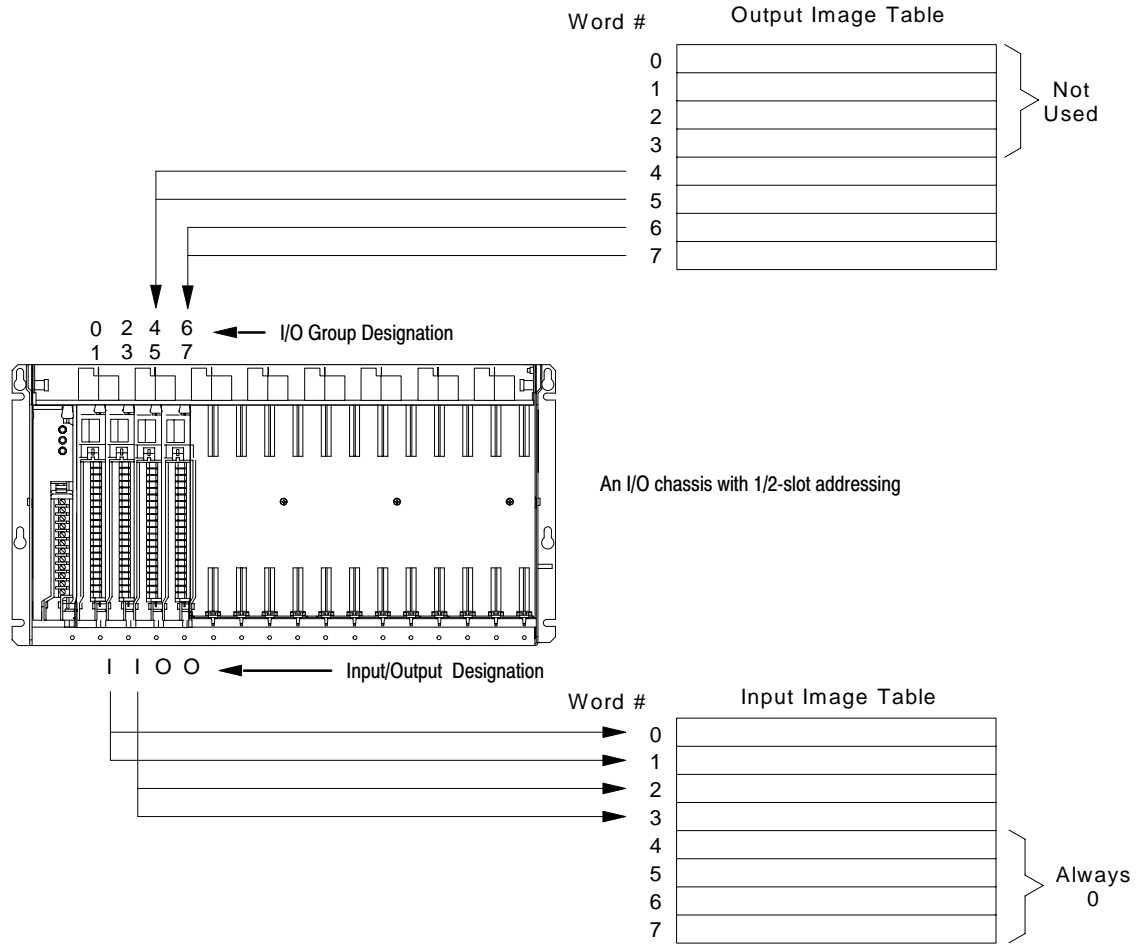 Word #
Output Image Table
0
1
2
3
4
5
6
7
Not
Used
0 2 4 6
1 3 5 7
I/O Group Designation
An I/O chassis with 1/2-slot addressing
I I O O
Input/Output Designation
Word #
Input Image Table
0
1
2
3
4
5
6
7
Always
0